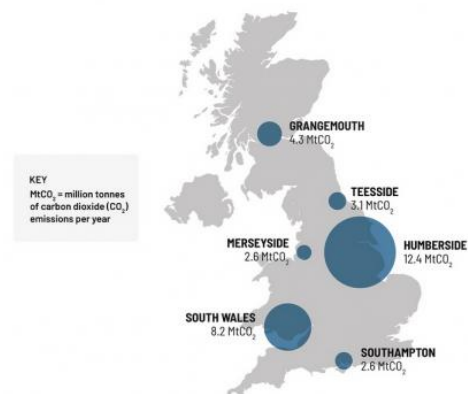 GRANGEMOUTH
4.3 MtCO₂
KEY
MtCO₂ = million tonnes
of carbon dioxide (CO₂)
emissions per year
TEESSIDE
3.1 MtCO₂
MERSEYSIDE
2.6 MtCO₂
HUMBERSIDE
12.4 MtCO₂
SOUTH WALES
8.2 MtCO₂
SOUTHAMPTON
2.6 MtCO₂